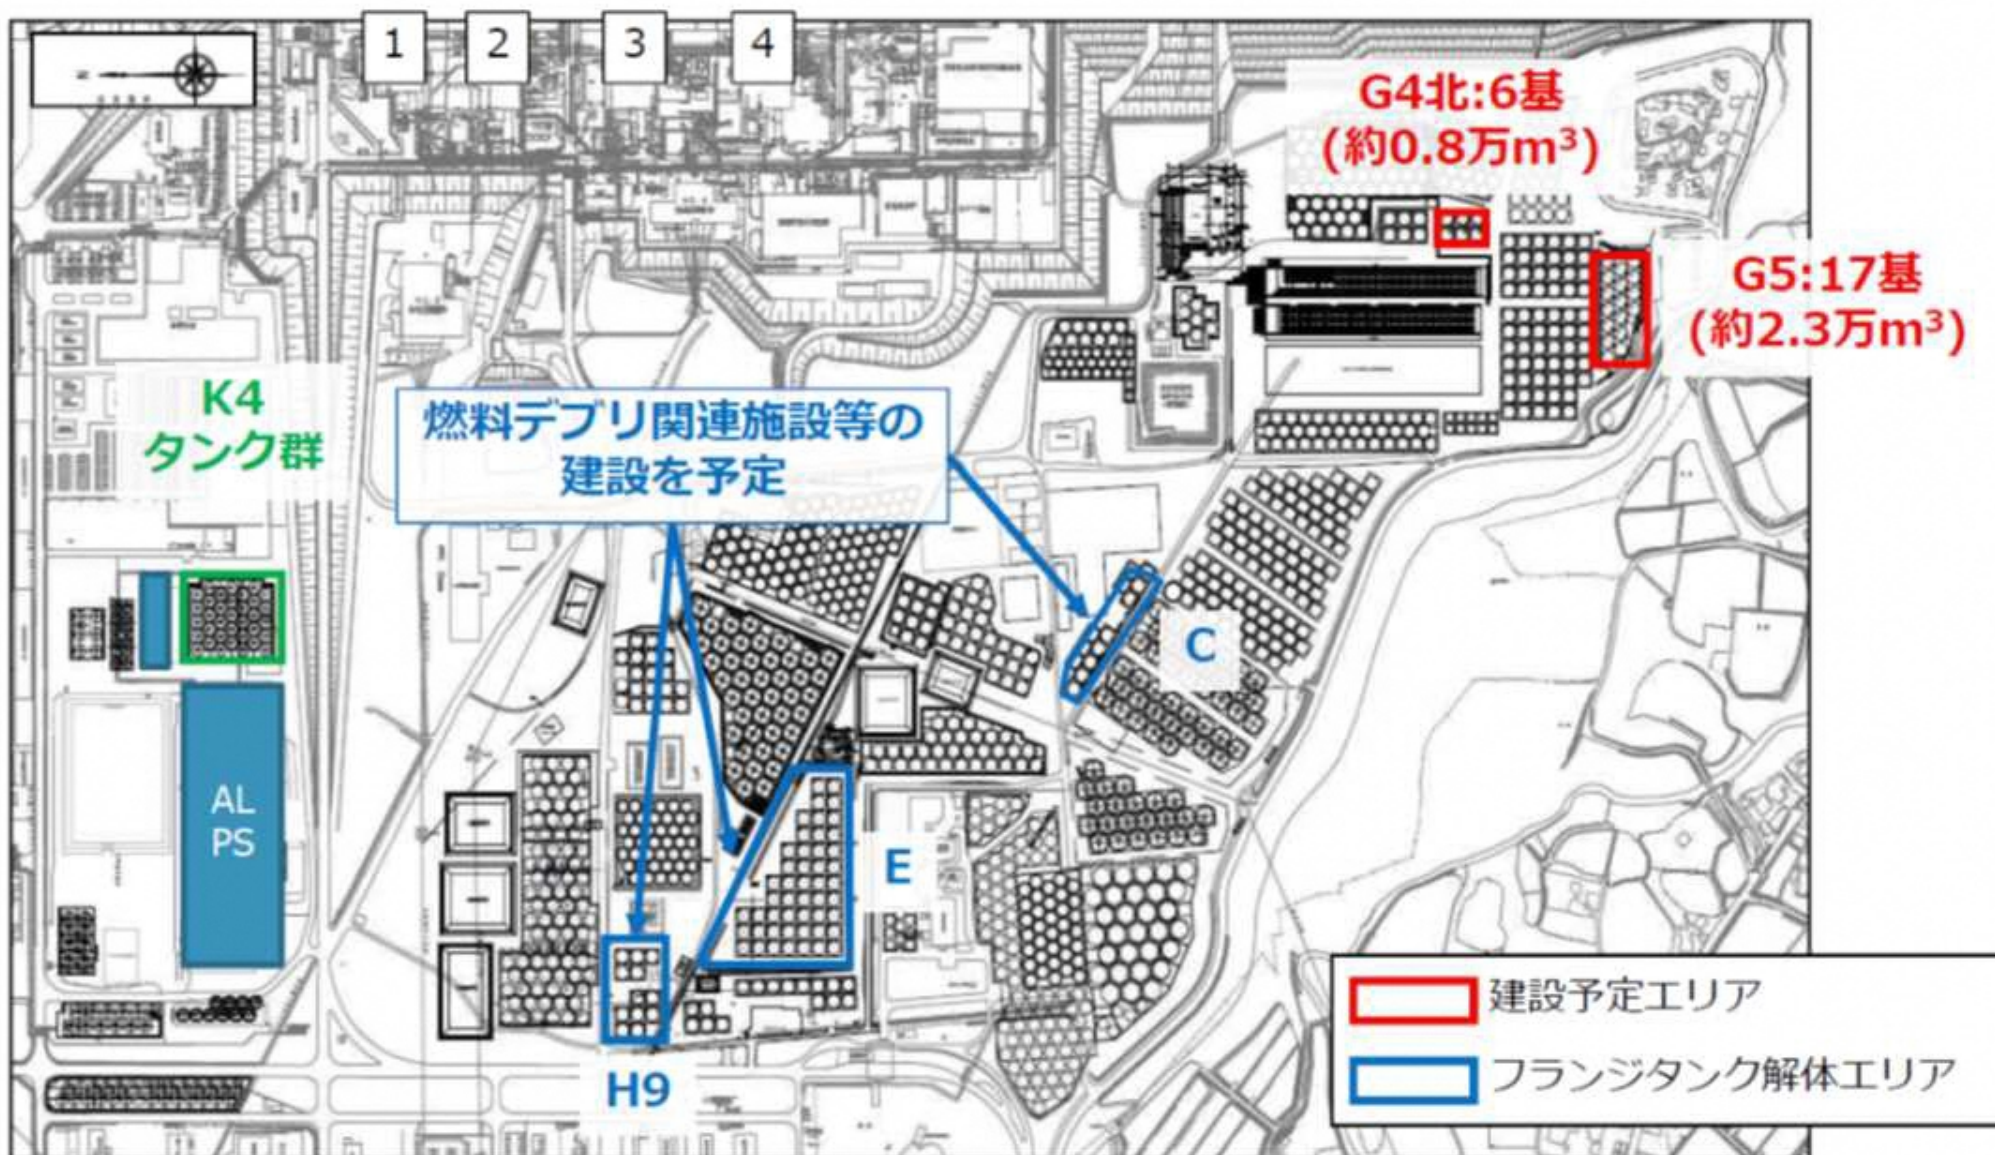 1
2
3
4
G4北:6基
(約0.8万m³)
G5:17基
(約2.3万m³)
K4
タンク群
燃料デブリ関連施設等の
建設を予定
C
AL
PS
E
H9
建設予定エリア
フランジタンク解体エリア